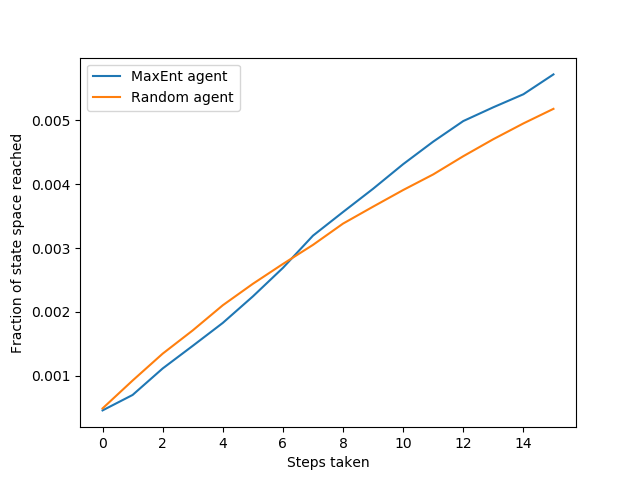 MaxEnt agent
Random agent
Fraction of state space reached
0.005
0.004
0.003
0.002
0.001
0 2 4 6 8 10 12 14
Steps taken